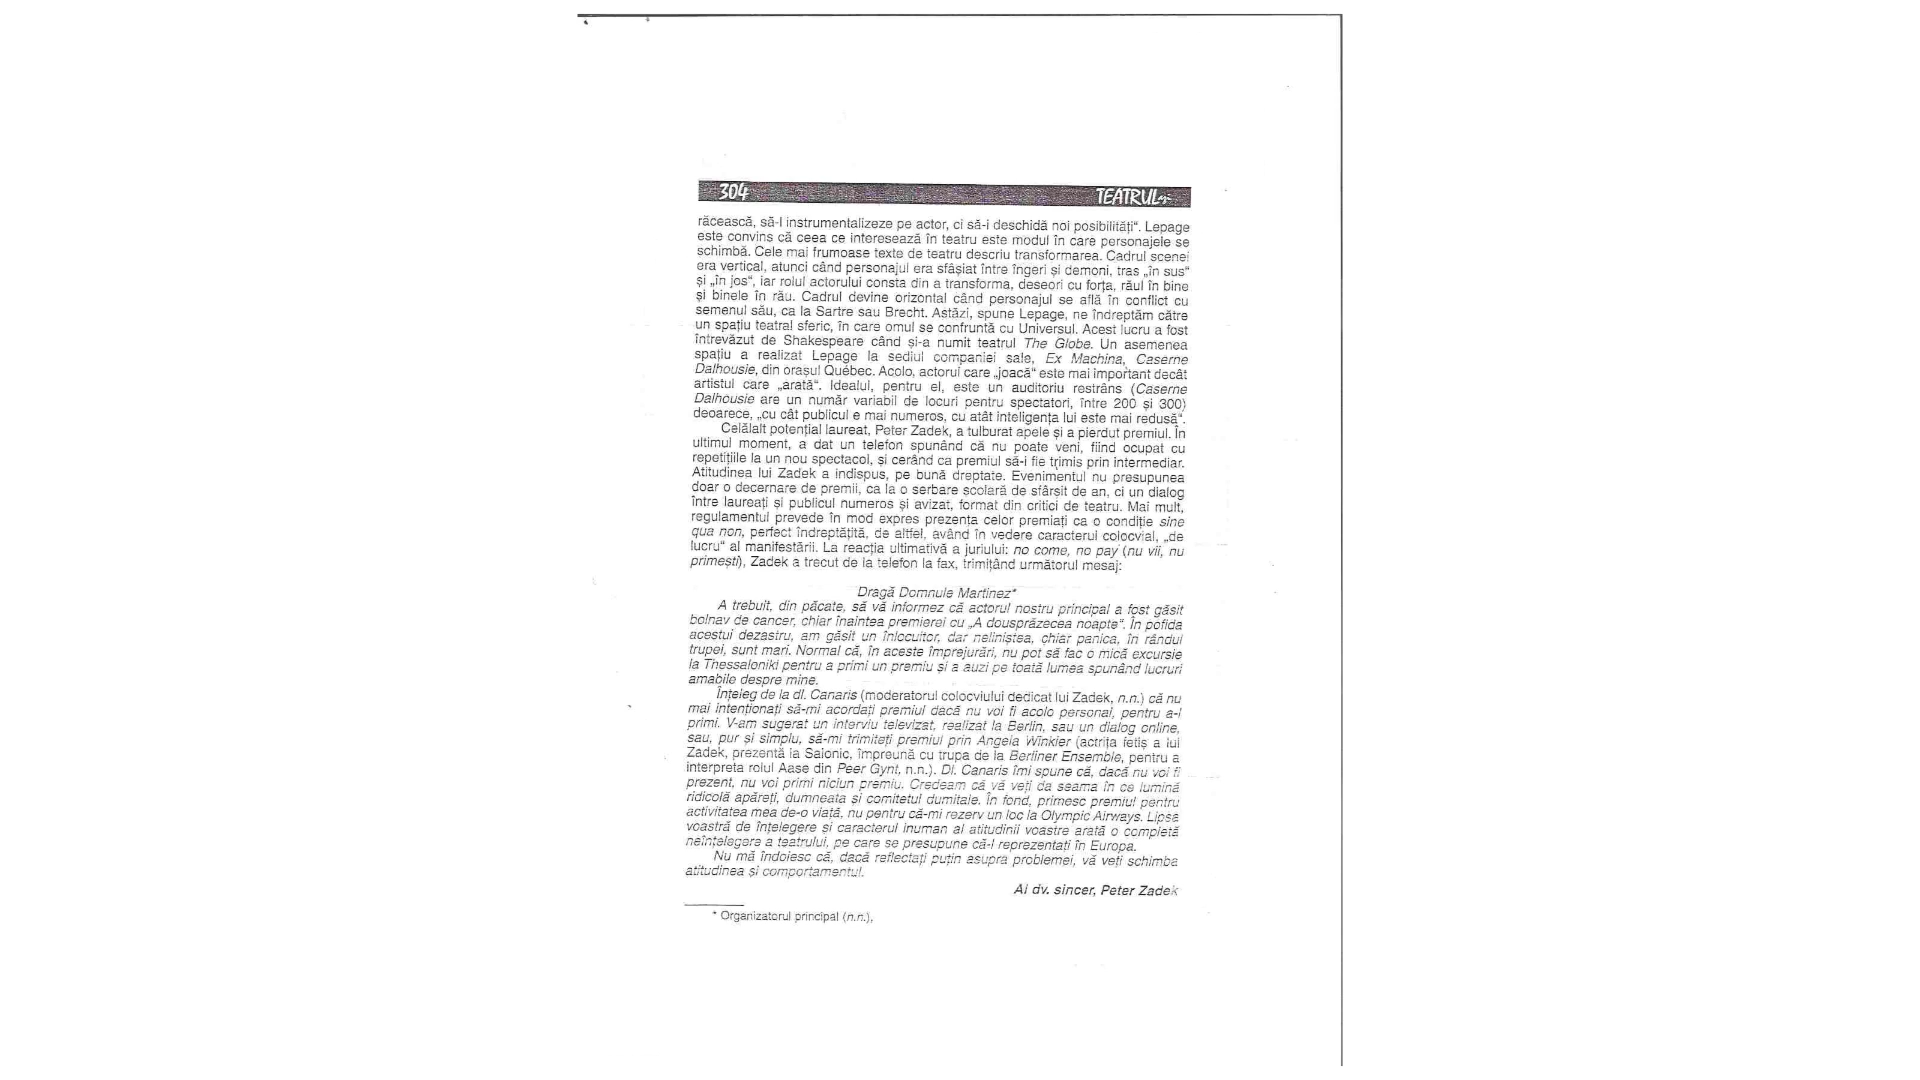 304 TEATRUL
răcească, să-l instrumentalizeze pe actor, ci să-i deschidă noi posibilități“. Lepage
este convins că ceea ce interesează în teatru este modul în care personajele se
schimbă. Cele mai frumoase texte de teatru descriu transformarea. Cadrul scenei
era vertical, atunci când personajul era sfâșiat între îngeri și demoni, tras „în sus“
și „în jos“, iar rolul actorului consta din a transforma, deseori cu forța, răul în bine
și binele în rău. Cadrul devine orizontal când personajul se află în conflict cu
semenul său, ca la Sartre sau Brecht. Astăzi, spune Lepage, ne îndreptăm către
un spațiu teatral sferic, în care omul se confruntă cu Universul. Acest lucru a fost
întrevăzut de Shakespeare când și-a numit teatrul The Globe. Un asemenea
spațiu a realizat Lepage la sediul companiei sale, Ex Machina, Caserne
Dalhousie, din orașul Québec. Acolo, actorul care „joacă“ este mai important decât
artistul care „arată“. Idealul, pentru el, este un auditoriu restrâns (Caserne
Dalhousie are un număr variabil de locuri pentru spectatori, între 200 și 300)
deoarece, „cu cât publicul e mai numeros, cu atât inteligența lui este mai redusă“.
Celălalt potențial laureat, Peter Zadek, a tulburat apele și a pierdut premiul. În
ultimul moment, a dat un telefon spunând că nu poate veni, fiind ocupat cu
repetițiile la un nou spectacol, și cerând ca premiul să-i fie trimis prin intermediar.
Atitudinea lui Zadek a indispus, pe bună dreptate. Evenimentul nu presupunea
doar o decernare de premii, ca la o serbare școlară de sfârșit de an, ci un dialog
între laureați și publicul numeros și avizat, format din critici de teatru. Mai mult,
regulamentul prevede în mod expres prezența celor premiați ca o condiție sine
qua non, perfect îndreptățită, de altfel, având în vedere caracterul colocvial, „de
lucru“ al manifestării. La reacția ultimativă a juriului: no come, no pay (nu vii, nu
primești), Zadek a trecut de la telefon la fax, trimițând următorul mesaj:
Dragă Domnule Martinez*
A trebuit, din păcate, să vă informez că actorul nostru principal a fost găsit
bolnav de cancer, chiar înaintea premierei cu „A douăsprăzecea noapte“. În pofida
acestui dezastru, am găsit un înlocuitor, dar neliniștea, chiar panica, în rândul
trupei, sunt mari. Normal că, în aceste împrejurări, nu pot să fac o mică excursie
la Thessaloniki pentru a primi un premiu și a auzi pe toată lumea spunând lucruri
amabile despre mine.
Înțeleg de la dl. Canaris (moderatorul colocviului dedicat lui Zadek, n.n.) că nu
mai intenționați să-mi acordați premiul dacă nu voi fi acolo personal, pentru a-l
primi. V-am sugerat un interviu televizat, realizat la Berlin, sau un dialog online,
sau, pur și simplu, să-mi trimiteți premiul prin Angela Winkler (actrița fetiș a lui
Zadek, prezentă la Salonic, împreună cu trupa de la Berliner Ensemble, pentru a
interpreta rolul Aase din Peer Gynt, n.n.). Dl. Canaris îmi spune că, dacă nu voi fi
prezent, nu voi primi niciun premiu. Credeam că vă veți da seama în ce lumină
ridicolă apăreți, dumneata și comitetul dumitale. În fond, primesc premiul pentru
activitatea mea de-o viață, nu pentru că-mi rezerv un loc la Olympic Airways. Lipsa
voastră de înțelegere și caracterul inuman al atitudinii voastre arată o completă
neînțelegere a teatrului, pe care se presupune că-l reprezentați în Europa.
Nu mă îndoiesc că, dacă reflectați puțin asupra problemei, vă veți schimba
atitudinea și comportamentul.
Al dv. sincer, Peter Zadek
* Organizatorul principal (n.n.),